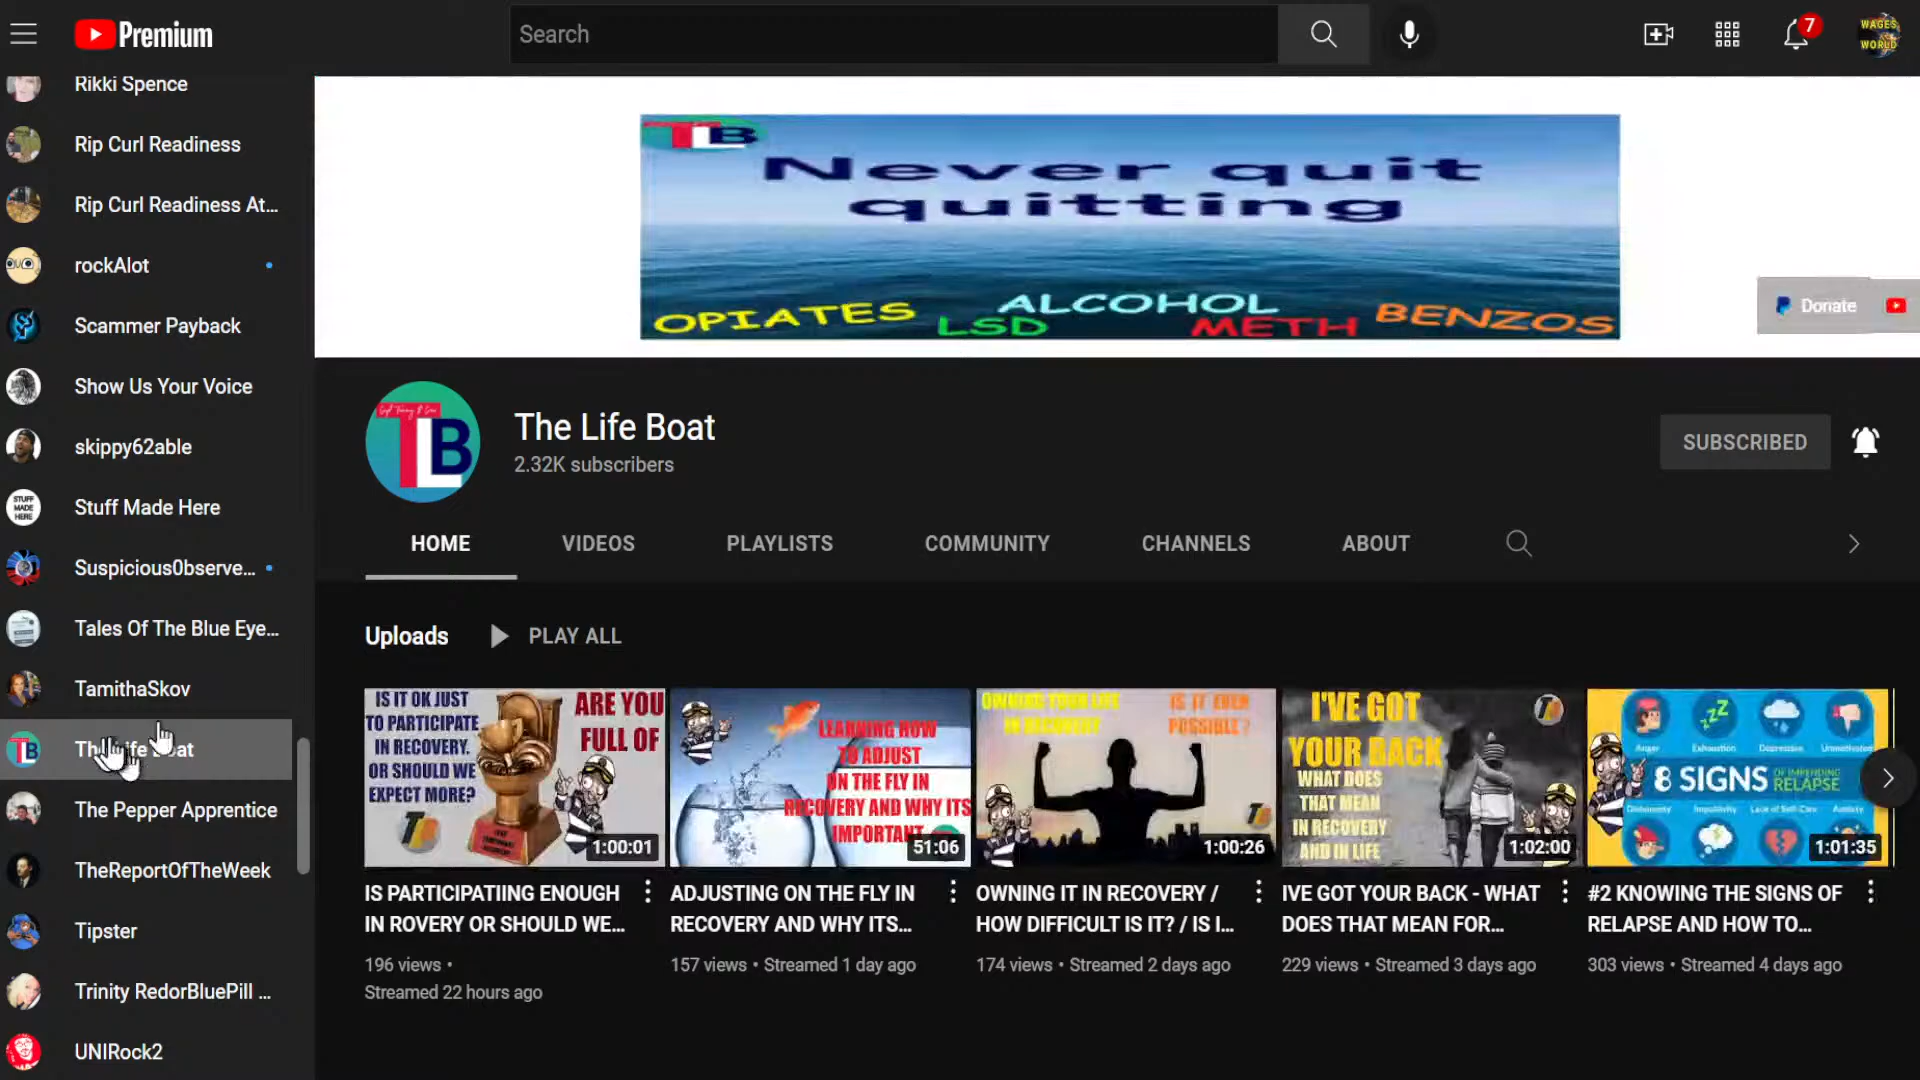 Premium
Search
7
WAGES
WORLD
Rikki Spence
Rip Curl Readiness
Rip Curl Readiness At...
rockAlot
Scammer Payback
Show Us Your Voice
skippy62able
STUFF
MADE
HERE
Stuff Made Here
Suspicious0bserve...
Tales Of The Blue Eye...
TamithaSkov
TLB
The Life Boat
The Pepper Apprentice
TheReportOfTheWeek
Tipster
Trinity RedorBluePill ...
UNIRock2
TLB
Never quit
quitting
OPIATES
LSD
ALCOHOL
METH
BENZOS
Donate
TLB
The Life Boat
2.32K subscribers
SUBSCRIBED
HOME
VIDEOS
PLAYLISTS
COMMUNITY
CHANNELS
ABOUT
Uploads
PLAY ALL
IS IT OK JUST
TO PARTICIPATE
IN RECOVERY.
OR SHOULD WE
EXPECT MORE?
ARE YOU
FULL OF
1:00:01
IS PARTICIPATIING ENOUGH
IN ROVERY OR SHOULD WE...
196 views •
Streamed 22 hours ago
LEARNING HOW
TO ADJUST
ON THE FLY IN
RECOVERY AND WHY ITS
IMPORTANT
51:06
ADJUSTING ON THE FLY IN
RECOVERY AND WHY ITS...
157 views • Streamed 1 day ago
OWNING YOUR LIFE
IN RECOVERY
IS IT EVEN
POSSIBLE?
1:00:26
OWNING IT IN RECOVERY /
HOW DIFFICULT IS IT? / IS I...
174 views • Streamed 2 days ago
I'VE GOT
YOUR BACK
WHAT DOES
THAT MEAN
IN RECOVERY
AND IN LIFE
1:02:00
IVE GOT YOUR BACK - WHAT
DOES THAT MEAN FOR...
229 views • Streamed 3 days ago
Anger
Exhaustion
Depressive
Unmotivated
8 SIGNS OF IMPENDING
RELAPSE
Dishonesty
Impulsivity
Lack of Self-Care
Anxiety
1:01:35
#2 KNOWING THE SIGNS OF
RELAPSE AND HOW TO...
303 views • Streamed 4 days ago